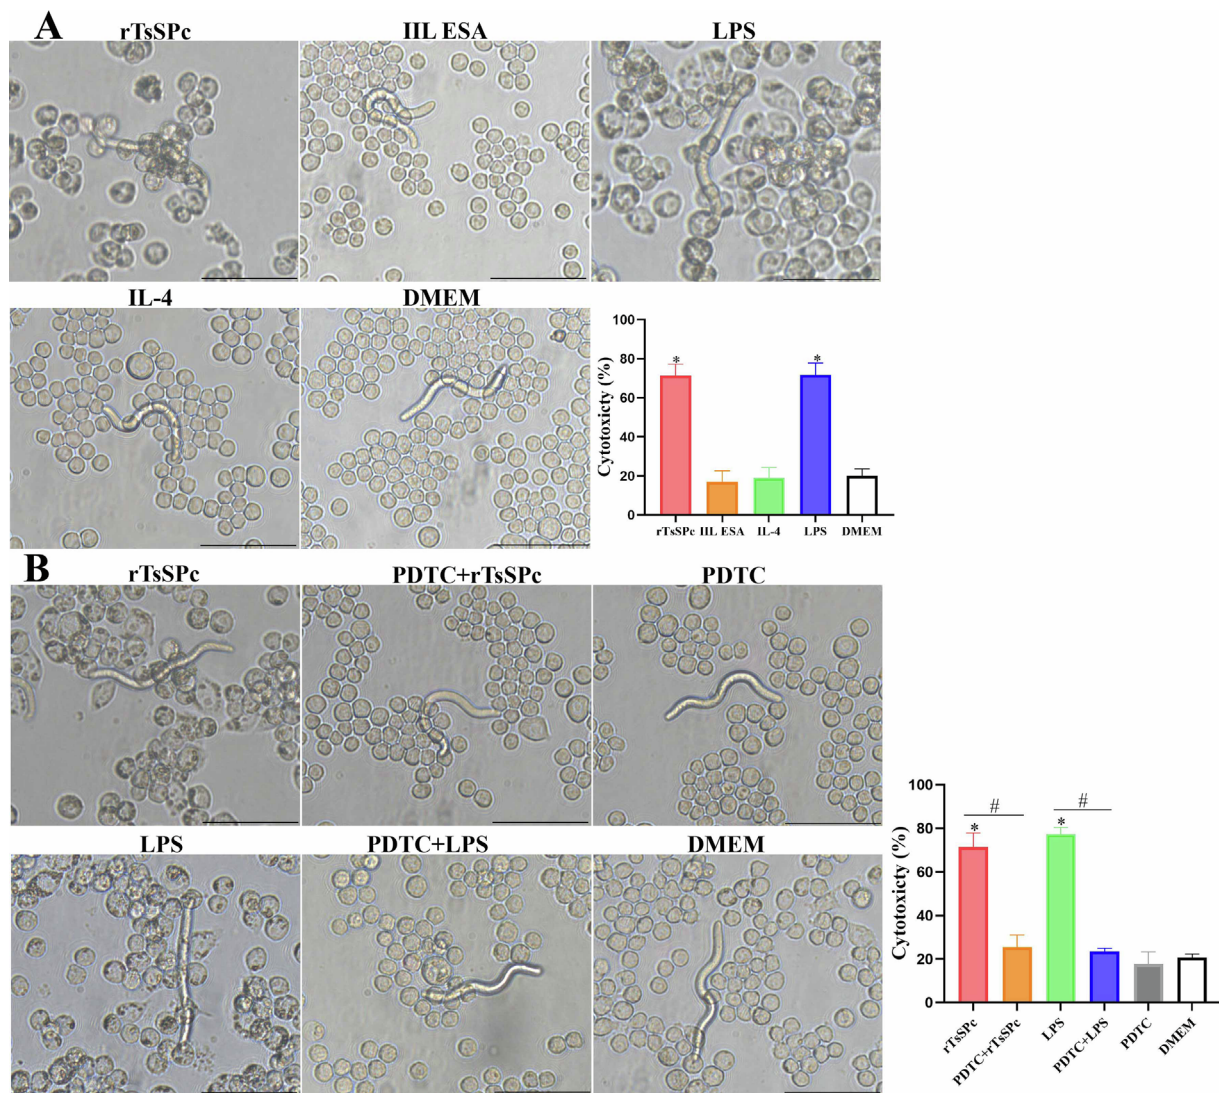 A
rTsSPc
IIL ESA
LPS
IL-4
DMEM
Cytotoxicty (%)
100
80
60
40
20
0
*
*
rTsSPc
IIL ESA
IL-4
LPS
DMEM
B
rTsSPc
PDTC+rTsSPc
PDTC
LPS
PDTC+LPS
DMEM
Cytotoxicty (%)
100
80
60
40
20
0
#
#
*
*
rTsSPc
PDTC+rTsSPc
LPS
PDTC+LPS
PDTC
DMEM